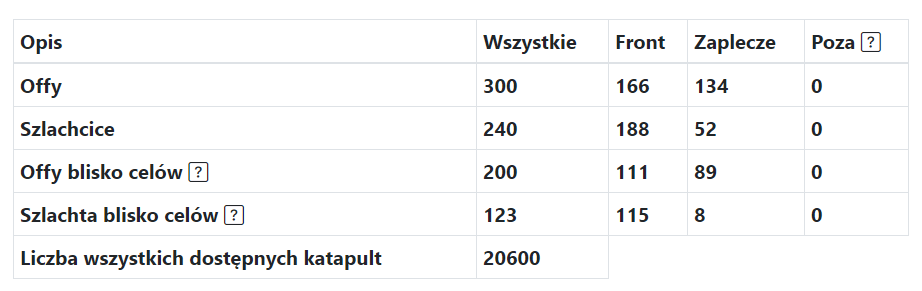 Opis Wszystkie Front Zaplecze Poza ?
Offy 300 166 134 0
Szlachcice 240 188 52 0
Offy blisko celów ? 200 111 89 0
Szlachta blisko celów ? 123 115 8 0
Liczba wszystkich dostępnych katapult 20600